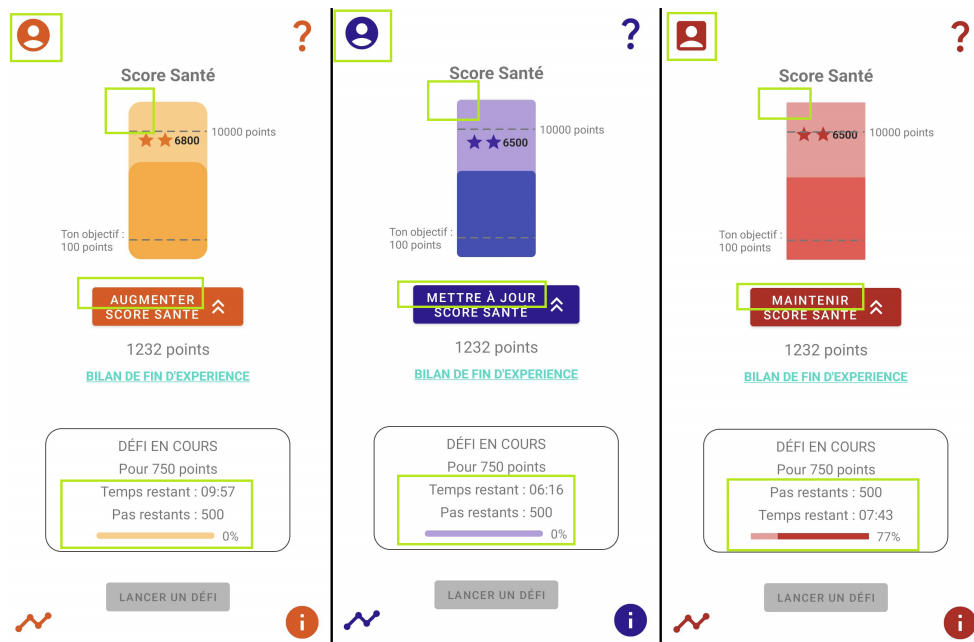 ?
Score Santé
10000 points
6800
Ton objectif :
100 points
AUGMENTER
SCORE SANTÉ
1232 points
BILAN DE FIN D'EXPERIENCE
DÉFI EN COURS
Pour 750 points
Temps restant : 09:57
Pas restants : 500
0%
LANCER UN DÉFI
i
?
Score Santé
10000 points
6500
Ton objectif :
100 points
METTRE À JOUR
SCORE SANTÉ
1232 points
BILAN DE FIN D'EXPERIENCE
DÉFI EN COURS
Pour 750 points
Temps restant : 06:16
Pas restants : 500
0%
LANCER UN DÉFI
i
?
Score Santé
10000 points
6500
Ton objectif :
100 points
MAINTENIR
SCORE SANTÉ
1232 points
BILAN DE FIN D'EXPERIENCE
DÉFI EN COURS
Pour 750 points
Pas restants : 500
Temps restant : 07:43
77%
LANCER UN DÉFI
i